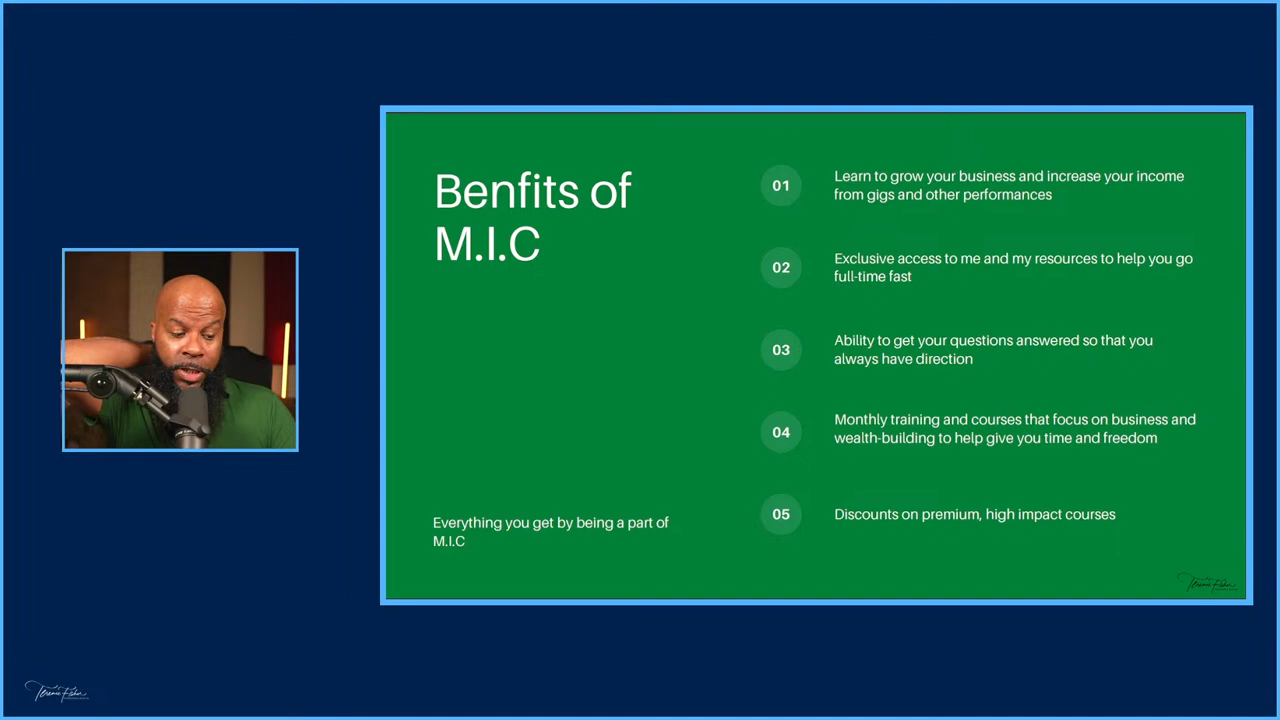 Benfits of
M.I.C
Everything you get by being a part of
M.I.C
01
Learn to grow your business and increase your income
from gigs and other performances
02
Exclusive access to me and my resources to help you go
full-time fast
03
Ability to get your questions answered so that you
always have direction
04
Monthly training and courses that focus on business and
wealth-building to help give you time and freedom
05
Discounts on premium, high impact courses